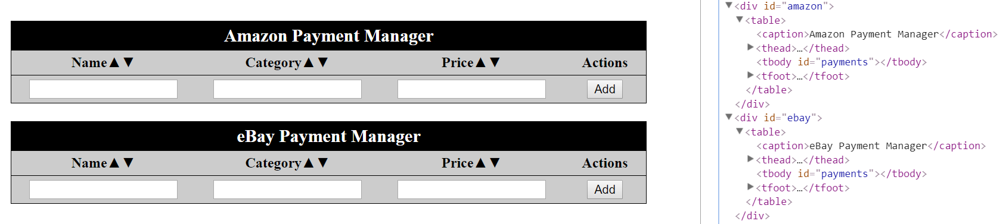 Amazon Payment Manager
Name▲▼ Category▲▼ Price▲▼ Actions
Add
eBay Payment Manager
Name▲▼ Category▲▼ Price▲▼ Actions
Add
▼<div id="amazon">
▼<table>
<caption>Amazon Payment Manager</caption>
▶<thead>…</thead>
<tbody id="payments"></tbody>
▶<tfoot>…</tfoot>
</table>
</div>
▼<div id="ebay">
▼<table>
<caption>eBay Payment Manager</caption>
▶<thead>…</thead>
<tbody id="payments"></tbody>
▶<tfoot>…</tfoot>
</table>
</div>